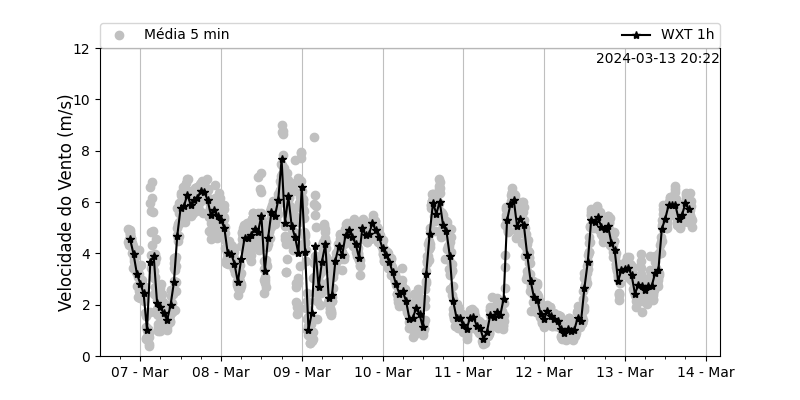 Média 5 min
WXT 1h
2024-03-13 20:22
Velocidade do Vento (m/s)
12
10
8
6
4
2
0
07 - Mar
08 - Mar
09 - Mar
10 - Mar
11 - Mar
12 - Mar
13 - Mar
14 - Mar